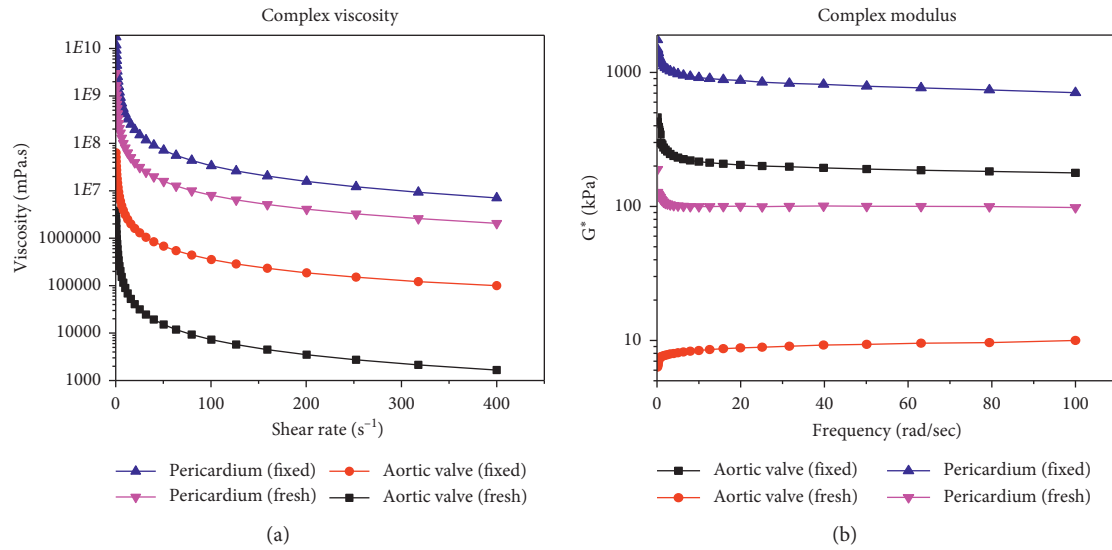 Complex viscosity
1E10
1E9
1E8
1E7
1000000
100000
10000
1000
Viscosity (mPa.s)
0
100
200
300
400
Shear rate (s⁻¹)
Pericardium (fixed)
Aortic valve (fixed)
Pericardium (fresh)
Aortic valve (fresh)
(a)
Complex modulus
1000
100
10
G* (kPa)
0
20
40
60
80
100
Frequency (rad/sec)
Aortic valve (fixed)
Pericardium (fixed)
Aortic valve (fresh)
Pericardium (fresh)
(b)